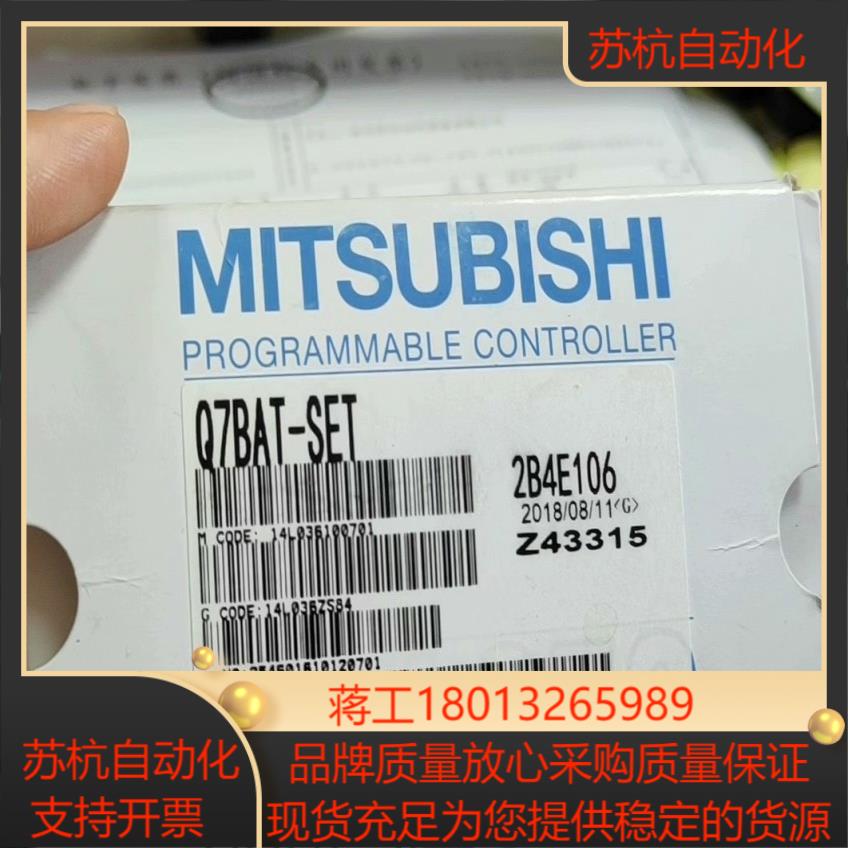 苏杭自动化
MITSUBISHI
PROGRAMMABLE CONTROLLER
Q7BAT-SET
2B4E106
2018/08/11<G>
Z43315
M CODE: 14L036100701
G CODE:14L036ZS84
蒋工18013265989
苏杭自动化
支持开票
品牌质量放心采购质量保证
现货充足为您提供稳定的货源